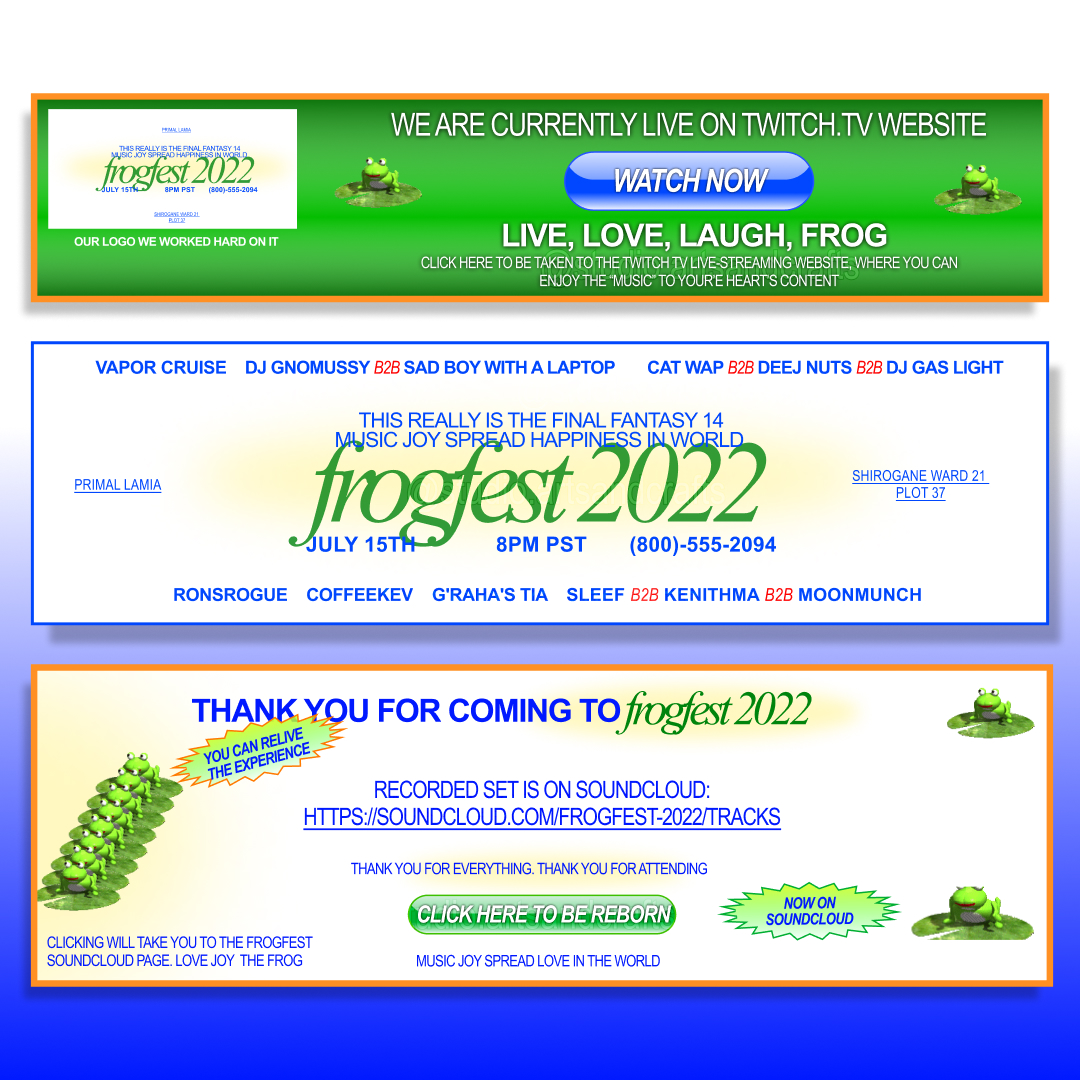 PRIMAL LAMIA
THIS REALLY IS THE FINAL FANTASY 14
MUSIC JOY SPREAD HAPPINESS IN WORLD
frogfest 2022
JULY 15TH 8PM PST (800)-555-2094
SHIROGANE WARD 21
PLOT 37
OUR LOGO WE WORKED HARD ON IT
WE ARE CURRENTLY LIVE ON TWITCH.TV WEBSITE
WATCH NOW
LIVE, LOVE, LAUGH, FROG
CLICK HERE TO BE TAKEN TO THE TWITCH TV LIVE-STREAMING WEBSITE, WHERE YOU CAN
ENJOY THE “MUSIC” TO YOUR'E HEART'S CONTENT
VAPOR CRUISE DJ GNOMUSSY B2B SAD BOY WITH A LAPTOP CAT WAP B2B DEEJ NUTS B2B DJ GAS LIGHT
THIS REALLY IS THE FINAL FANTASY 14
MUSIC JOY SPREAD HAPPINESS IN WORLD
frogfest 2022
PRIMAL LAMIA
SHIROGANE WARD 21
PLOT 37
JULY 15TH 8PM PST (800)-555-2094
RONSROGUE COFFEEKEV G'RAHA'S TIA SLEEF B2B KENITHMA B2B MOONMUNCH
THANK YOU FOR COMING TO frogfest 2022
YOU CAN RELIVE
THE EXPERIENCE
RECORDED SET IS ON SOUNDCLOUD:
HTTPS://SOUNDCLOUD.COM/FROGFEST-2022/TRACKS
THANK YOU FOR EVERYTHING. THANK YOU FOR ATTENDING
CLICK HERE TO BE REBORN
NOW ON
SOUNDCLOUD
CLICKING WILL TAKE YOU TO THE FROGFEST
SOUNDCLOUD PAGE. LOVE JOY THE FROG
MUSIC JOY SPREAD LOVE IN THE WORLD